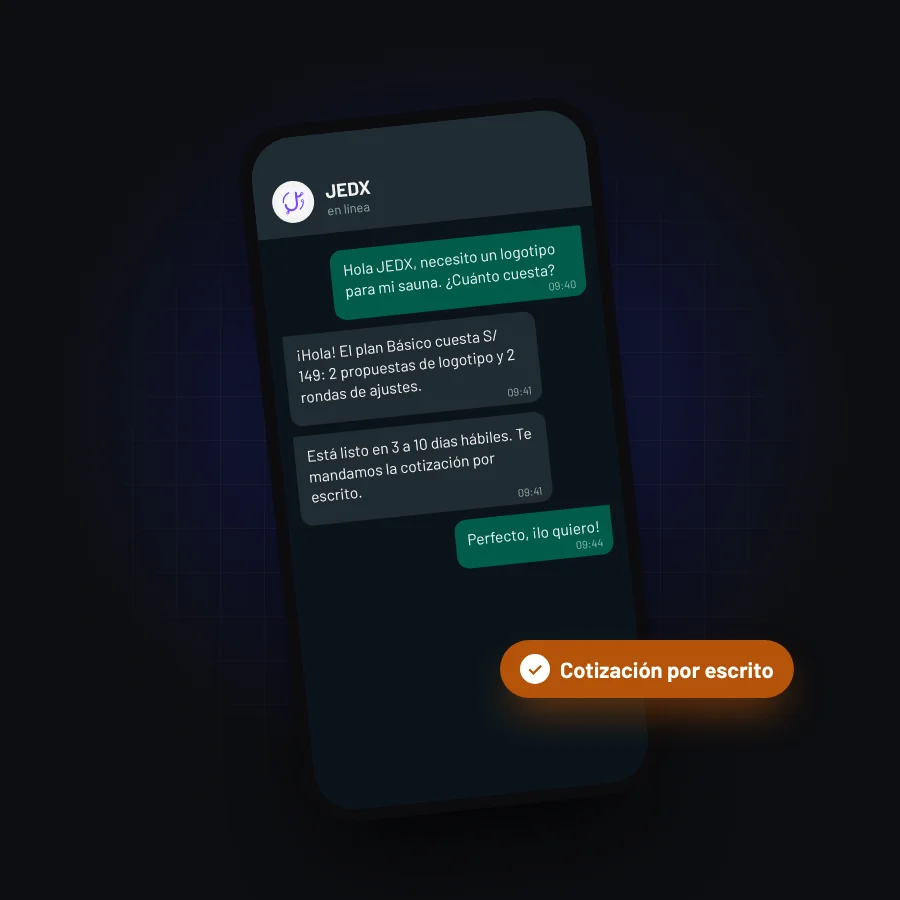 JEDX
en línea
Hola JEDX, necesito un logotipo
para mi sauna. ¿Cuánto cuesta?
09:40
¡Hola! El plan Básico cuesta S/
149: 2 propuestas de logotipo y 2
rondas de ajustes.
09:41
Está listo en 3 a 10 días hábiles. Te
mandamos la cotización por
escrito.
09:41
Perfecto, ¡lo quiero!
09:44
Cotización por escrito